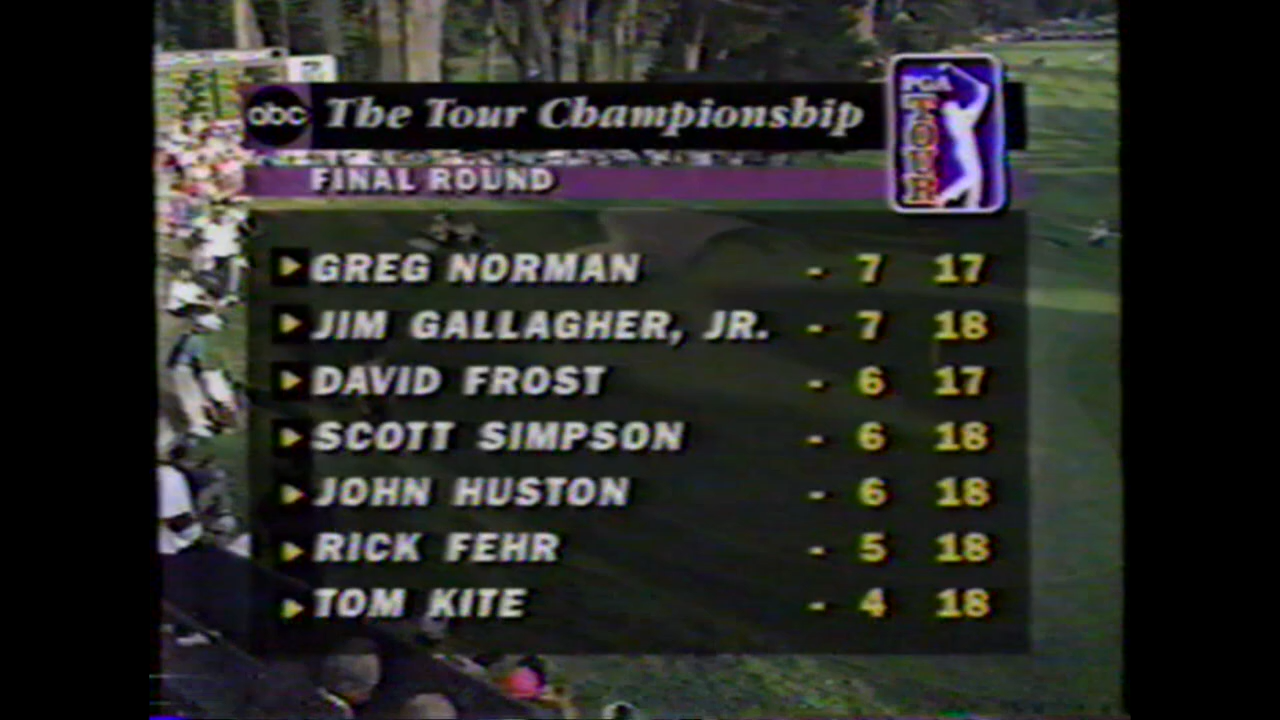 abc The Tour Championship
PGA TOUR
FINAL ROUND
GREG NORMAN - 7 17
JIM GALLAGHER, JR. - 7 18
DAVID FROST - 6 17
SCOTT SIMPSON - 6 18
JOHN HUSTON - 6 18
RICK FEHR - 5 18
TOM KITE - 4 18